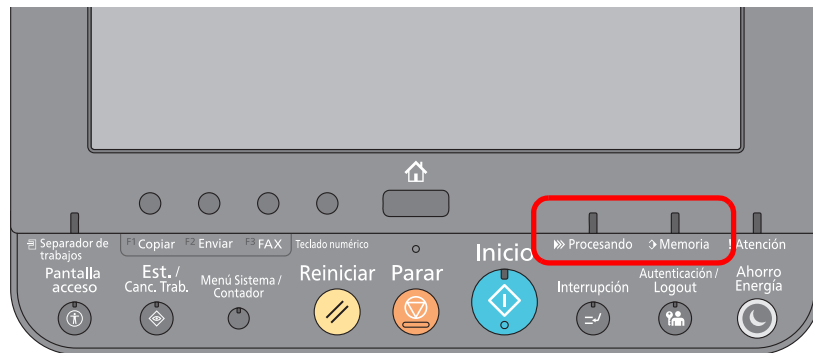 Separador de
trabajos
F1 Copiar F2 Enviar F3 FAX
Teclado numérico
Procesando
Memoria
Atención
Pantalla
acceso
Est. /
Canc. Trab.
Menú Sistema /
Contador
Reiniciar
Parar
Inicio
Interrupción
Autenticación /
Logout
Ahorro
Energía